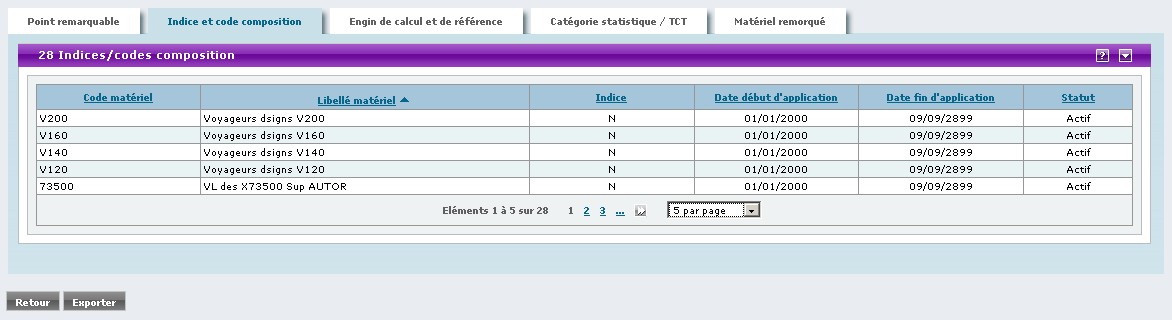 Point remarquable Indice et code composition Engin de calcul et de référence Catégorie statistique / TCT Matériel remorqué
28 Indices/codes composition ?
Code matériel Libellé matériel Indice Date début d'application Date fin d'application Statut
V200 Voyageurs dsigns V200 N 01/01/2000 09/09/2899 Actif
V160 Voyageurs dsigns V160 N 01/01/2000 09/09/2899 Actif
V140 Voyageurs dsigns V140 N 01/01/2000 09/09/2899 Actif
V120 Voyageurs dsigns V120 N 01/01/2000 09/09/2899 Actif
73500 VL des X73500 Sup AUTOR N 01/01/2000 09/09/2899 Actif
Eléments 1 à 5 sur 28 1 2 3 ... 5 par page
Retour Exporter